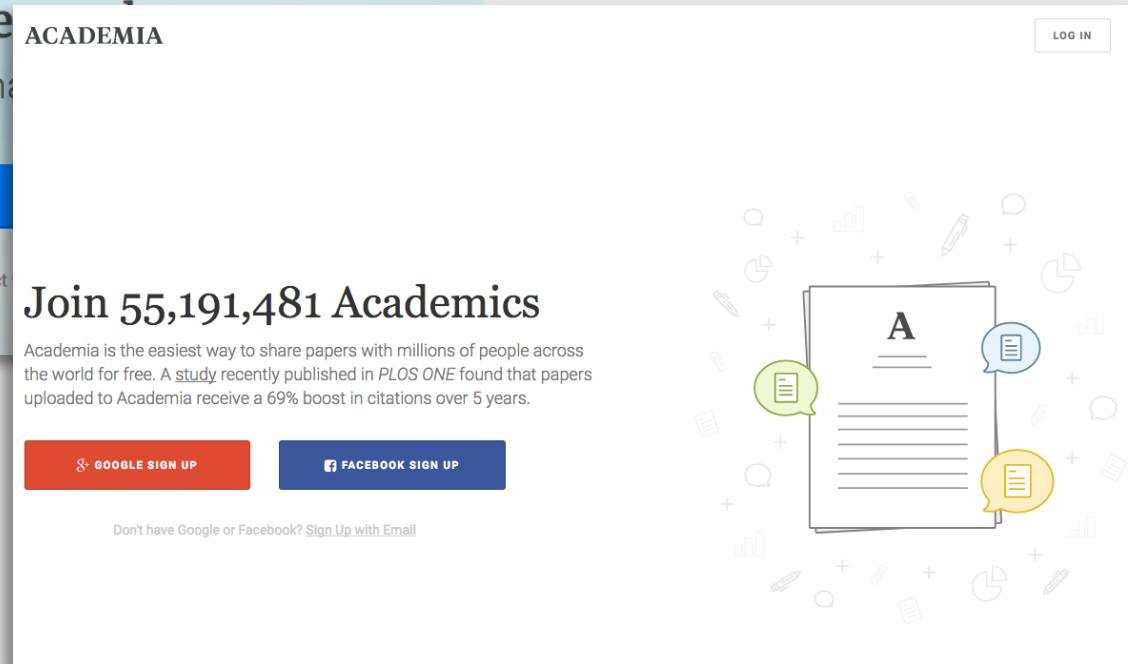 ACADEMIA
LOG IN
Join 55,191,481 Academics
Academia is the easiest way to share papers with millions of people across
the world for free. A study recently published in PLOS ONE found that papers
uploaded to Academia receive a 69% boost in citations over 5 years.
GOOGLE SIGN UP
FACEBOOK SIGN UP
Don't have Google or Facebook? Sign Up with Email
A